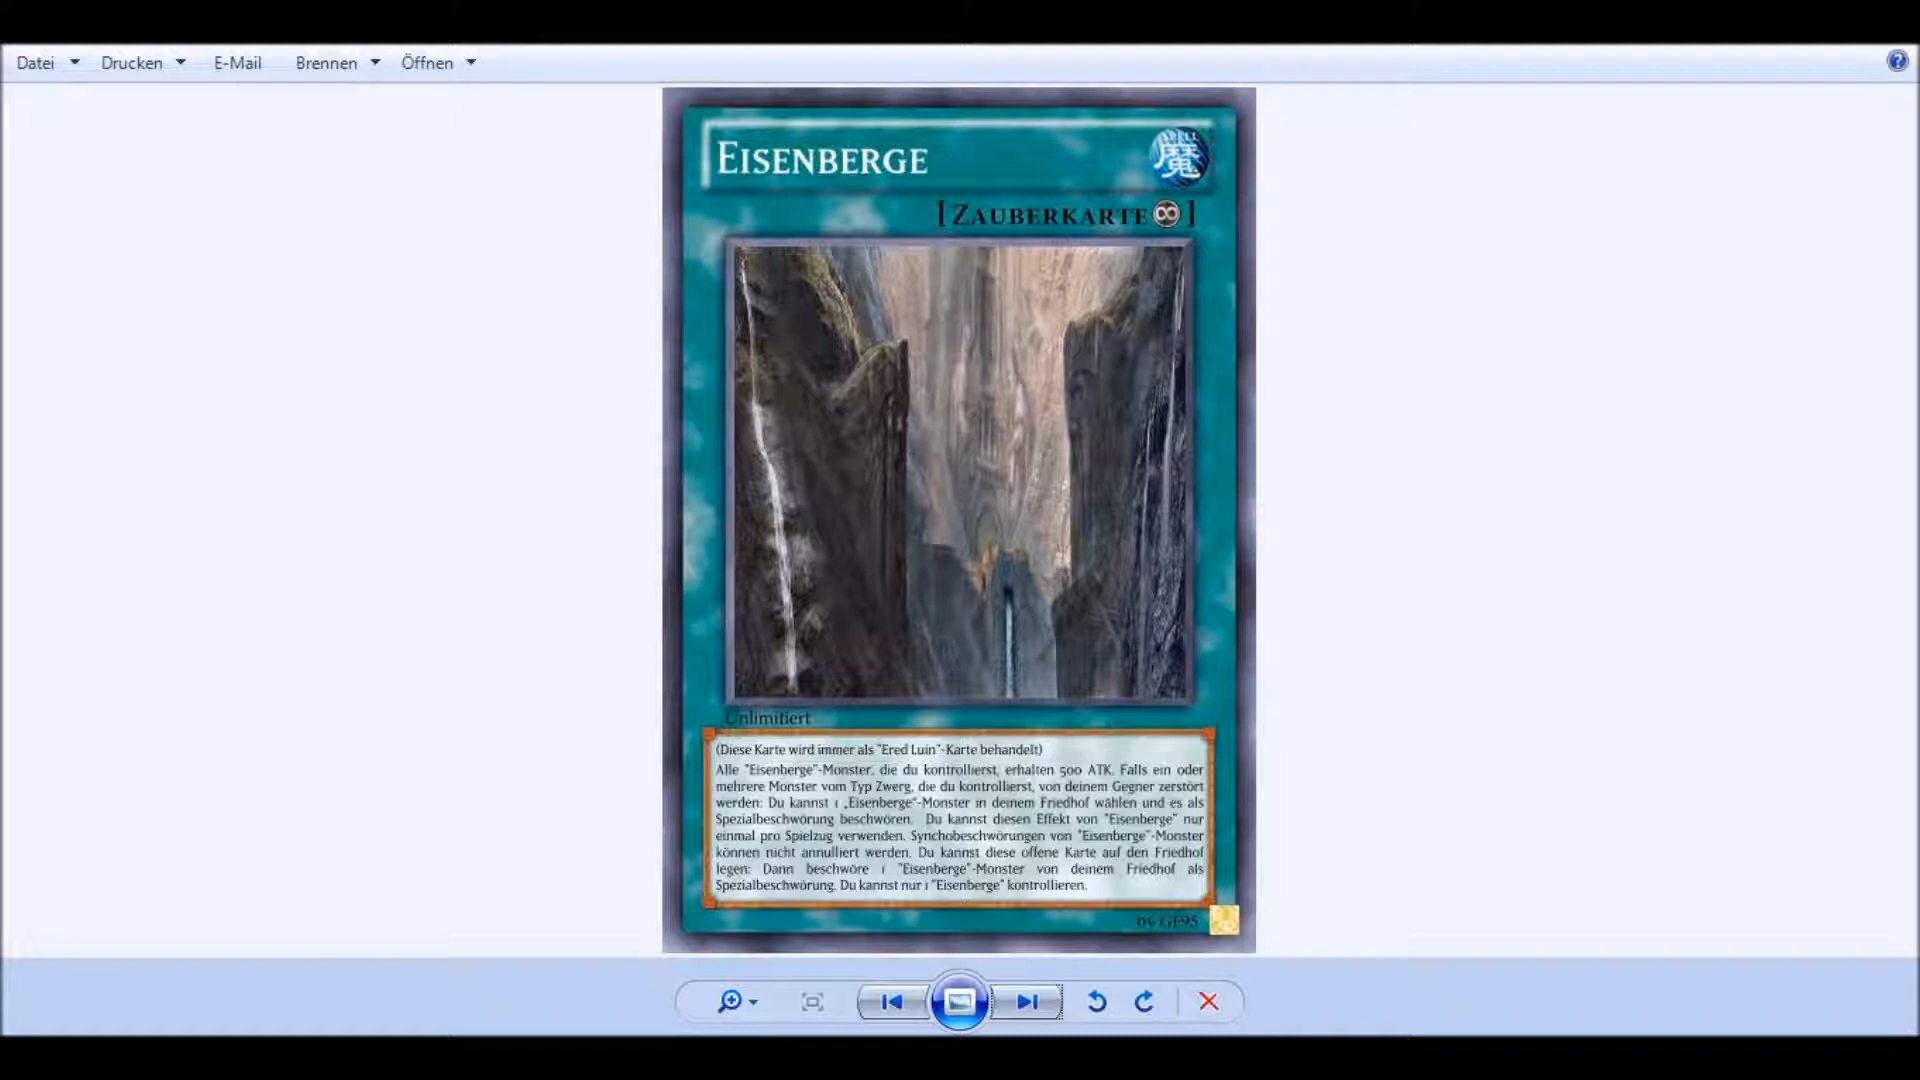 Datei Drucken E-Mail Brennen Öffnen
EISENBERGE
SPELL
魔
[ ZAUBERKARTE ]
Unlimitiert
(Diese Karte wird immer als "Ered Luin"-Karte behandelt)
Alle "Eisenberge"-Monster, die du kontrollierst, erhalten 500 ATK. Falls ein oder
mehrere Monster vom Typ Zwerg, die du kontrollierst, von deinem Gegner zerstört
werden: Du kannst 1 „Eisenberge"-Monster in deinem Friedhof wählen und es als
Spezialbeschwörung beschwören. Du kannst diesen Effekt von "Eisenberge" nur
einmal pro Spielzug verwenden. Synchobeschwörungen von "Eisenberge"-Monster
können nicht annulliert werden. Du kannst diese offene Karte auf den Friedhof
legen: Dann beschwöre 1 "Eisenberge"-Monster von deinem Friedhof als
Spezialbeschwörung. Du kannst nur 1 "Eisenberge" kontrollieren.
by GF95